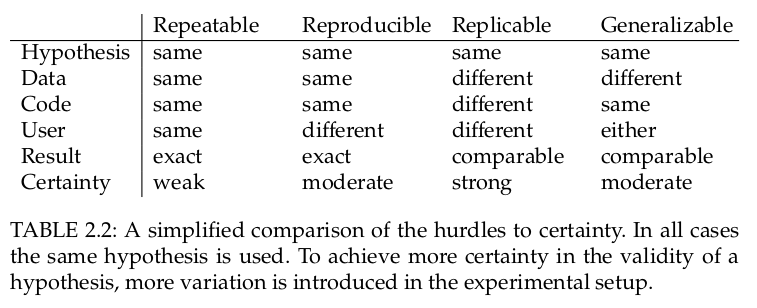 Repeatable Reproducible Replicable Generalizable
Hypothesis same same same same
Data same same different different
Code same same different same
User same different different either
Result exact exact comparable comparable
Certainty weak moderate strong moderate
TABLE 2.2: A simplified comparison of the hurdles to certainty. In all cases
the same hypothesis is used. To achieve more certainty in the validity of a
hypothesis, more variation is introduced in the experimental setup.